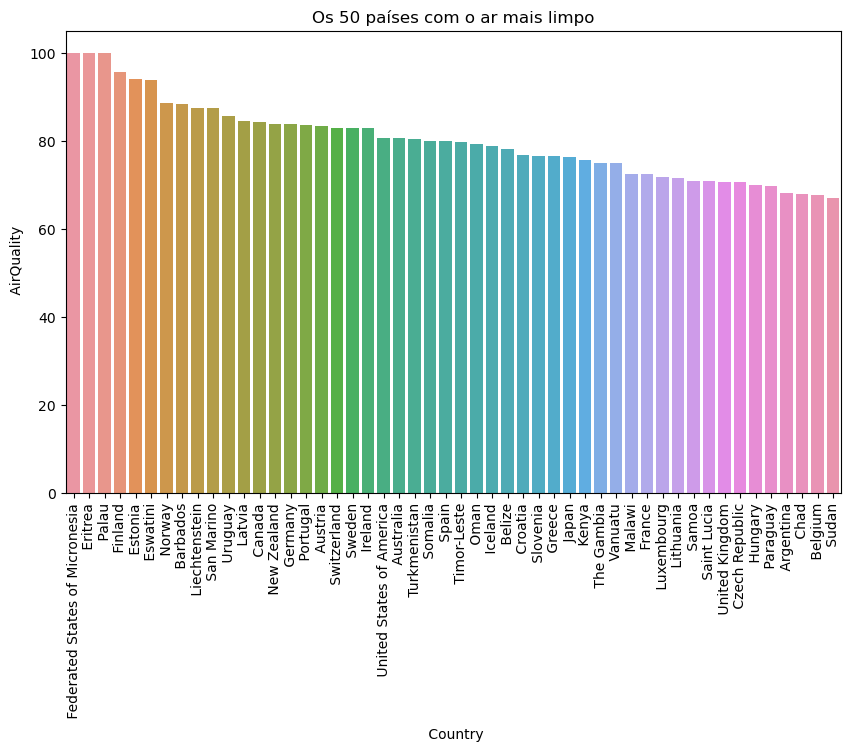 Os 50 países com o ar mais limpo
AirQuality
100
80
60
40
20
0
Federated States of Micronesia
Eritrea
Palau
Finland
Estonia
Eswatini
Norway
Barbados
Liechtenstein
San Marino
Uruguay
Latvia
Canada
New Zealand
Germany
Portugal
Austria
Switzerland
Sweden
Ireland
United States of America
Australia
Turkmenistan
Somalia
Spain
Timor-Leste
Oman
Iceland
Belize
Croatia
Slovenia
Greece
Japan
Kenya
The Gambia
Vanuatu
Malawi
France
Luxembourg
Lithuania
Samoa
Saint Lucia
United Kingdom
Czech Republic
Hungary
Paraguay
Argentina
Chad
Belgium
Sudan
Country